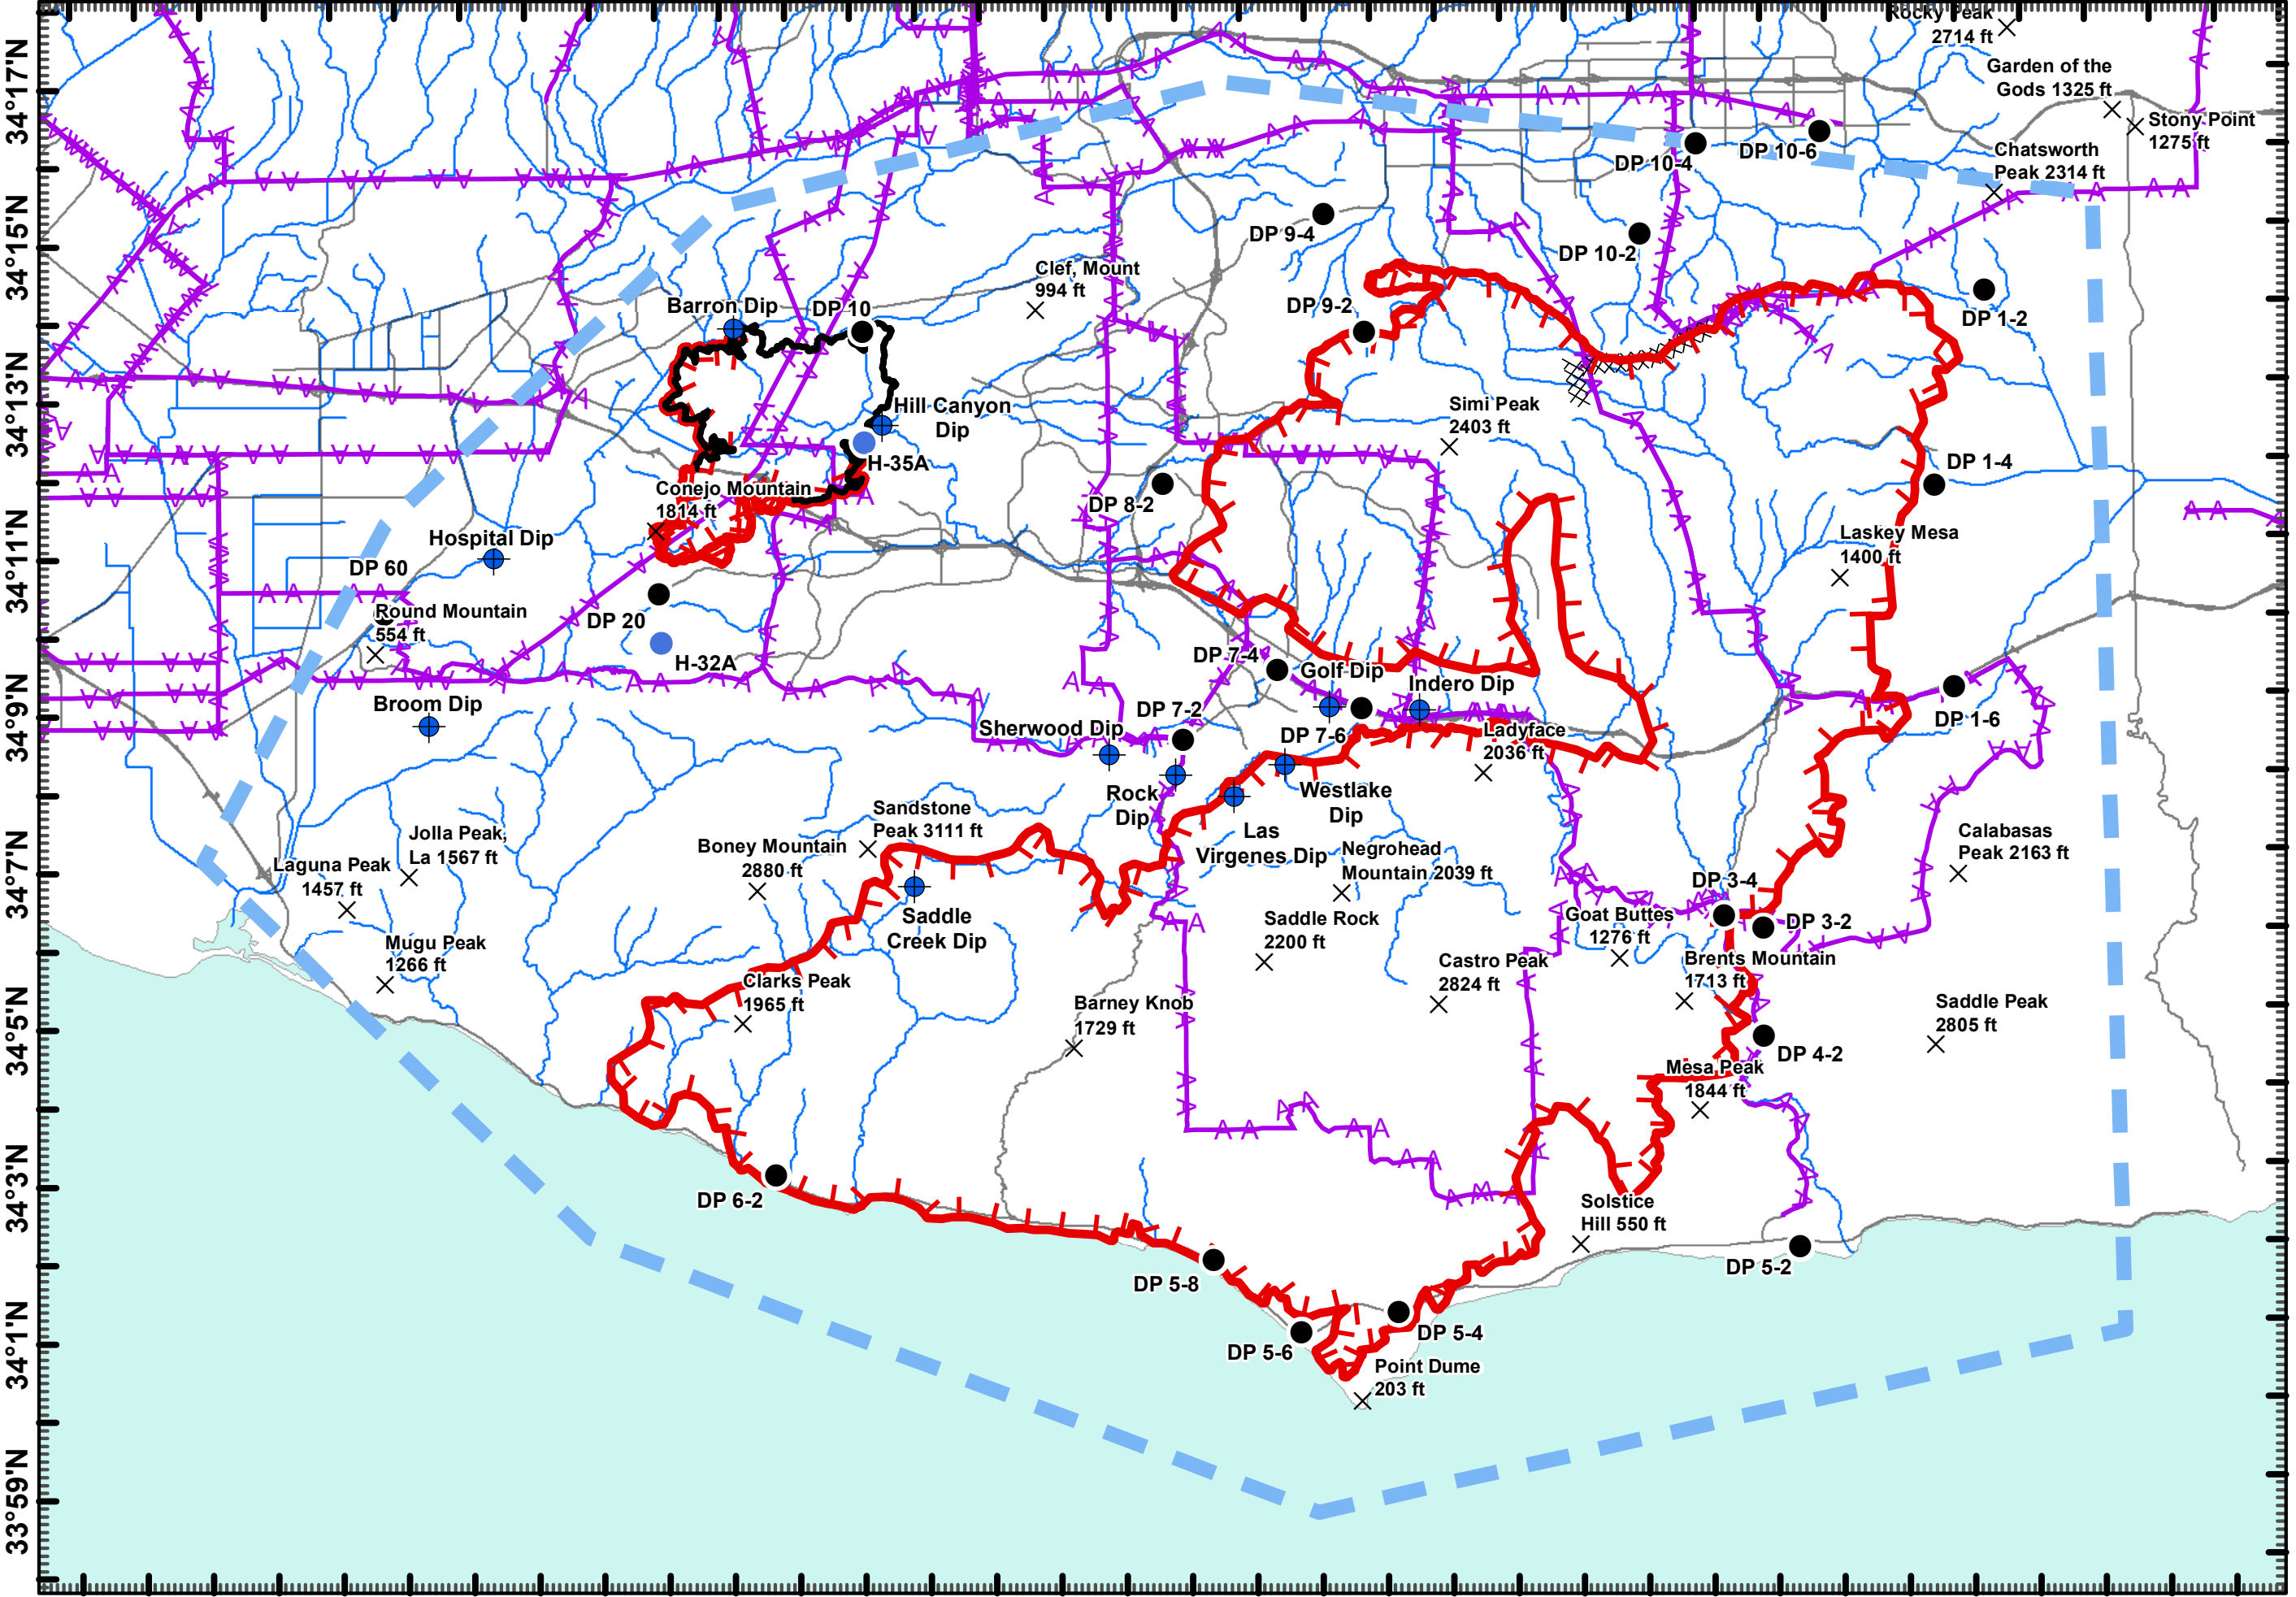 Rocky Peak
2714 ft
Garden of the
Gods 1325 ft
Stony Point
1275 ft
Chatsworth
Peak 2314 ft
34°17'N
DP 10-4
DP 10-6
34°15'N
DP 9-4
DP 10-2
Clef, Mount
994 ft
Barron Dip
DP 10
DP 9-2
DP 1-2
34°13'N
Hill Canyon
Dip
H-35A
Simi Peak
2403 ft
DP 1-4
Conejo Mountain
1814 ft
DP 8-2
Laskey Mesa
1400 ft
34°11'N
Hospital Dip
DP 60
Round Mountain
554 ft
DP 20
H-32A
DP 7-4
Golf Dip
Indero Dip
34°9'N
Broom Dip
Sherwood Dip
DP 7-2
DP 7-6
Ladyface
2036 ft
DP 1-6
Rock
Dip
Westlake
Dip
Las
Virgenes Dip
Sandstone
Peak 3111 ft
Jolla Peak,
La 1567 ft
Boney Mountain
2880 ft
Laguna Peak
1457 ft
34°7'N
Negrohead
Mountain 2039 ft
Calabasas
Peak 2163 ft
DP 3-4
DP 3-2
Saddle
Creek Dip
Saddle Rock
2200 ft
Goat Buttes
1276 ft
Mugu Peak
1266 ft
Brents Mountain
1713 ft
Castro Peak
2824 ft
Clarks Peak
1965 ft
Barney Knob
1729 ft
Saddle Peak
2805 ft
34°5'N
DP 4-2
Mesa Peak
1844 ft
34°3'N
DP 6-2
Solstice
Hill 550 ft
DP 5-2
DP 5-8
34°1'N
DP 5-4
DP 5-6
Point Dume
203 ft
33°59'N